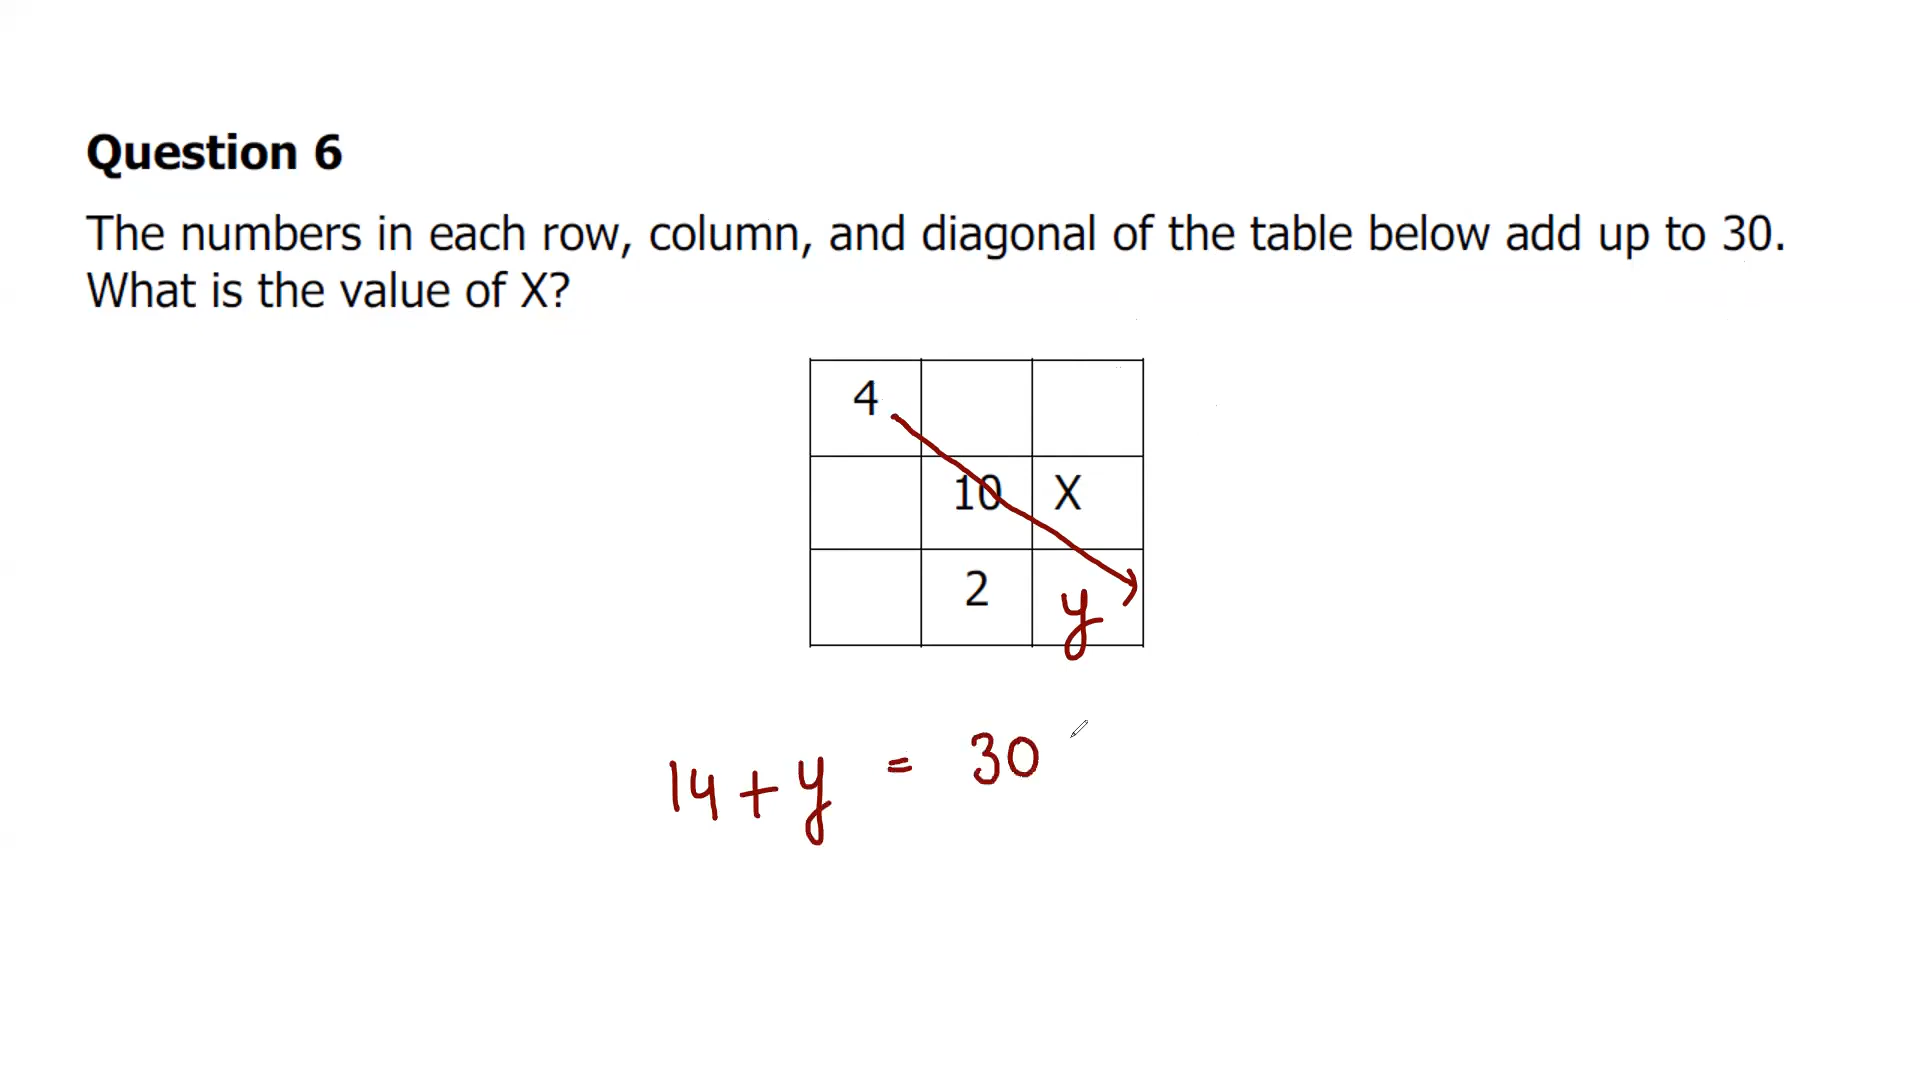 Question 6
The numbers in each row, column, and diagonal of the table below add up to 30.
What is the value of X?
4
10 X
2 y
14 + y = 30